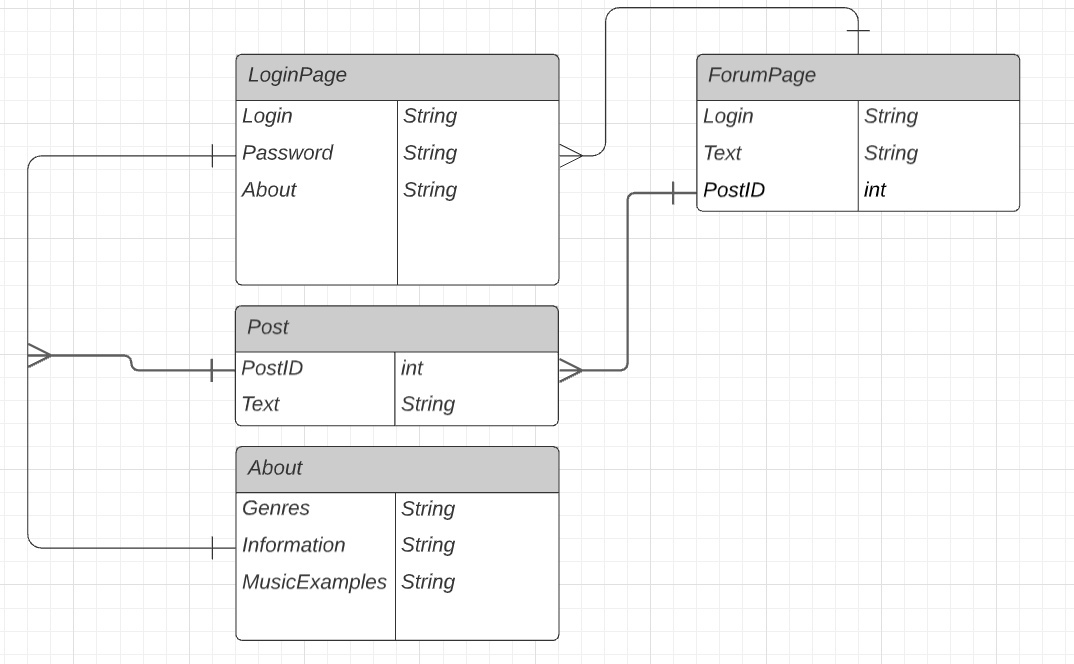 LoginPage
Login String
Password String
About String
ForumPage
Login String
Text String
PostID int
Post
PostID int
Text String
About
Genres String
Information String
MusicExamples String